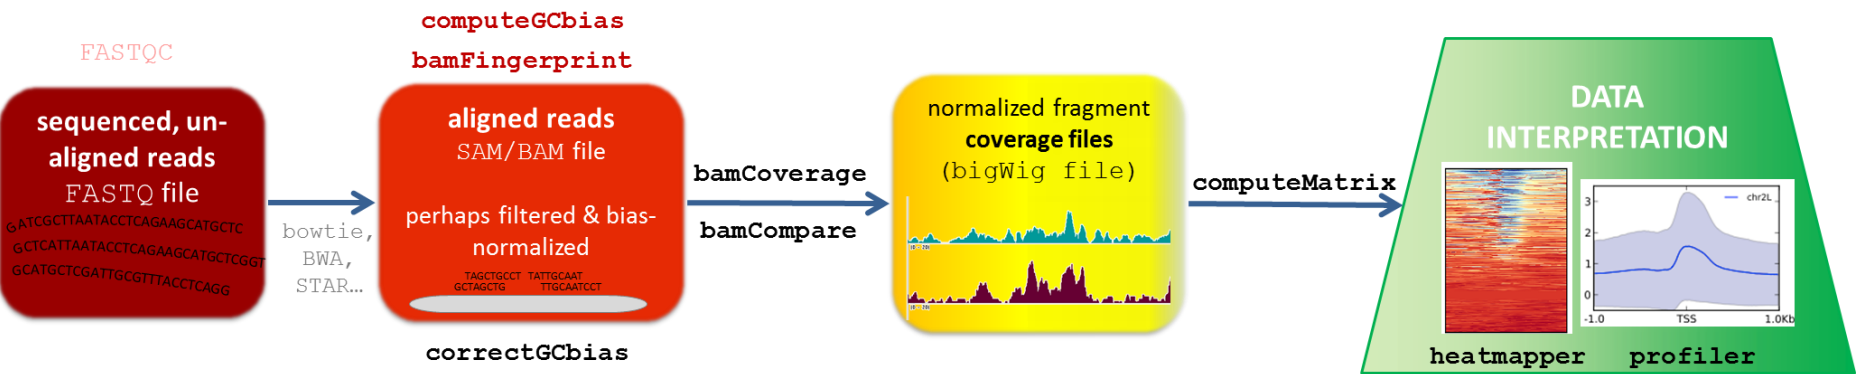 FASTQC
sequenced, un-
aligned reads
FASTQ file
GATCGCTTAATACCTCAGAAGCATGCTC
GCTCATTAATACCTCAGAAGCATGCTCGGT
GCATGCTCGATTGCGTTTACCTCAGG
bowtie,
BWA,
STAR…
computeGCbias
bamFingerprint
aligned reads
SAM/BAM file
perhaps filtered & bias-
normalized
TAGCTGCCT TATTGCAAT
GCTAGCTG TTGCAATCCT
correctGCbias
bamCoverage
bamCompare
normalized fragment
coverage files
(bigWig file)
computeMatrix
DATA
INTERPRETATION
chr2L
3
2
1
0
-1.0 TSS 1.0Kb
heatmapper profiler